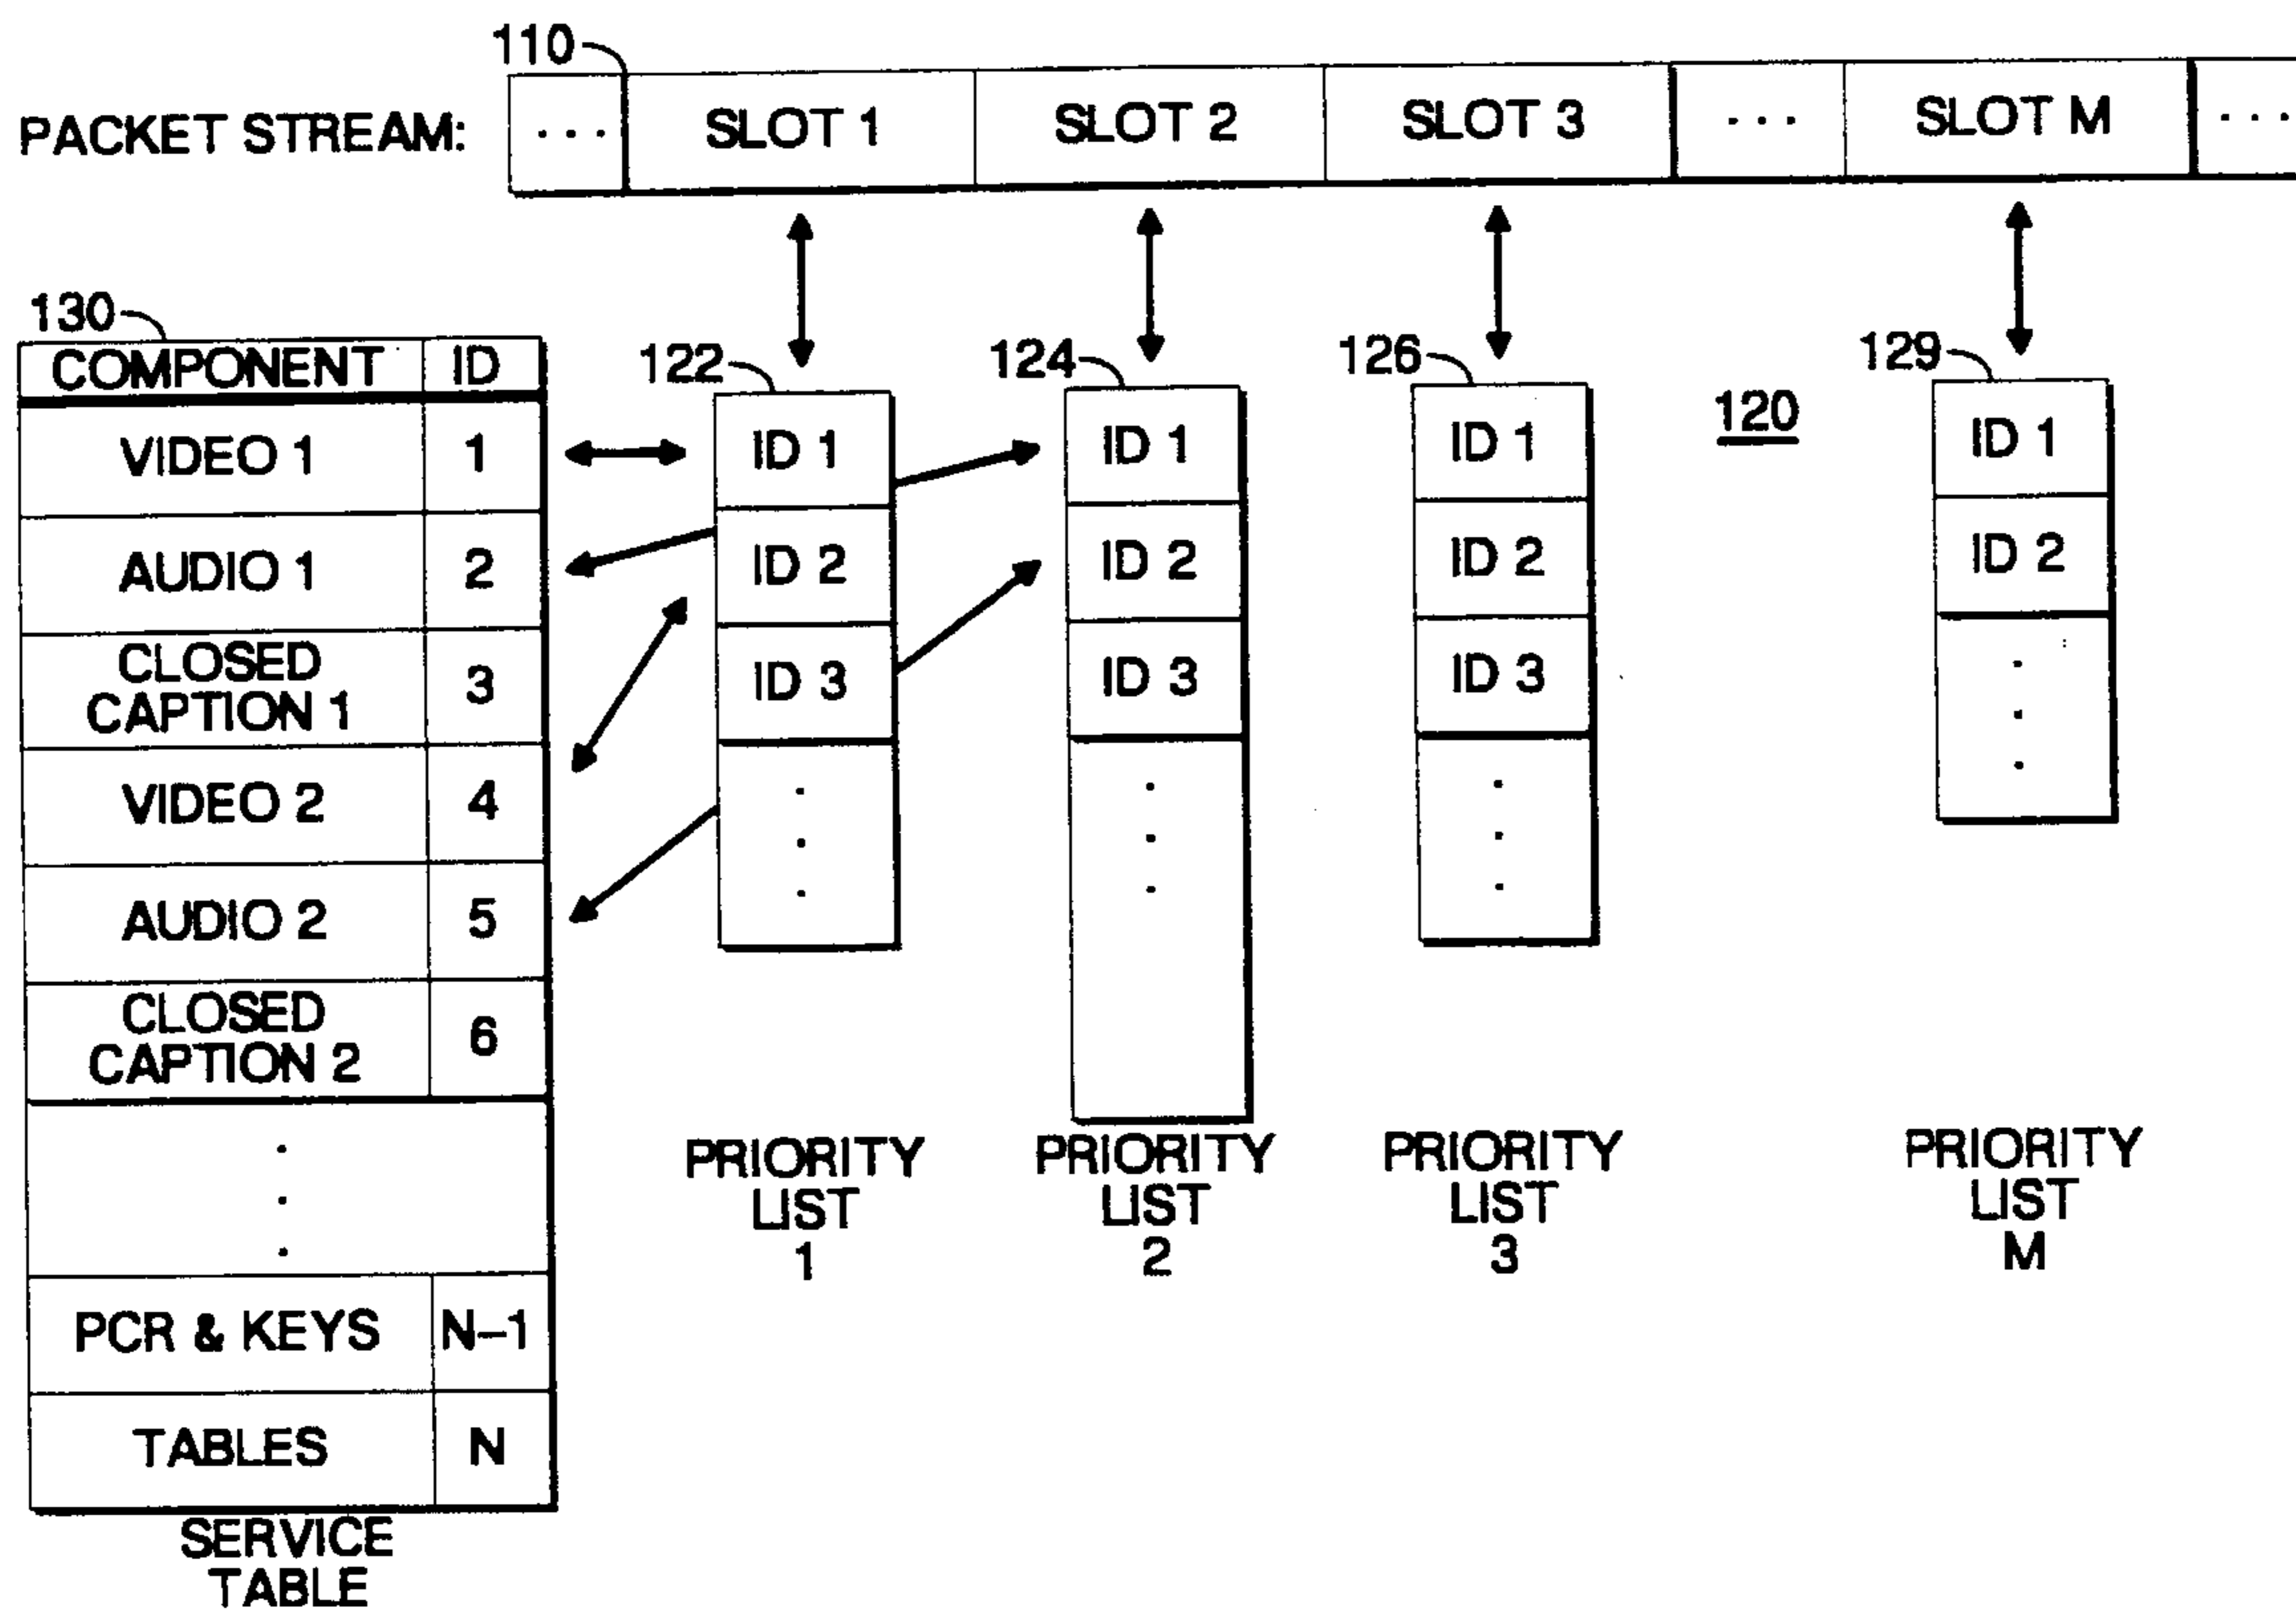 110
PACKET STREAM:
...
SLOT 1
SLOT 2
SLOT 3
...
SLOT M
...
130
COMPONENT ID
VIDEO 1 1
AUDIO 1 2
CLOSED
CAPTION 1 3
VIDEO 2 4
AUDIO 2 5
CLOSED
CAPTION 2 6
.
.
.
PCR & KEYS N-1
TABLES N
SERVICE
TABLE
122
ID 1
ID 2
ID 3
.
.
.
PRIORITY
LIST
1
124
ID 1
ID 2
ID 3
.
.
.
PRIORITY
LIST
2
126
ID 1
ID 2
ID 3
.
.
.
PRIORITY
LIST
3
120
129
ID 1
ID 2
.
.
.
PRIORITY
LIST
M